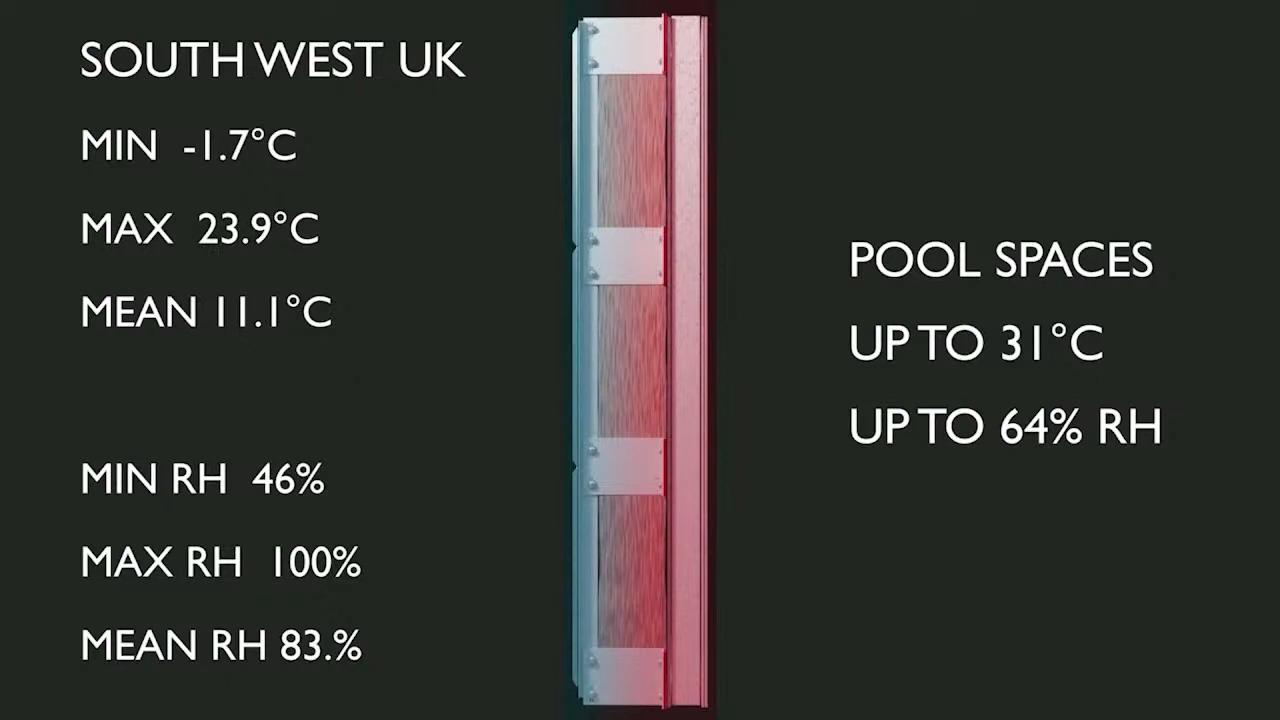 SOUTH WEST UK
MIN -1.7°C
MAX 23.9°C
MEAN 11.1°C
MIN RH 46%
MAX RH 100%
MEAN RH 83.%
POOL SPACES
UP TO 31°C
UP TO 64% RH